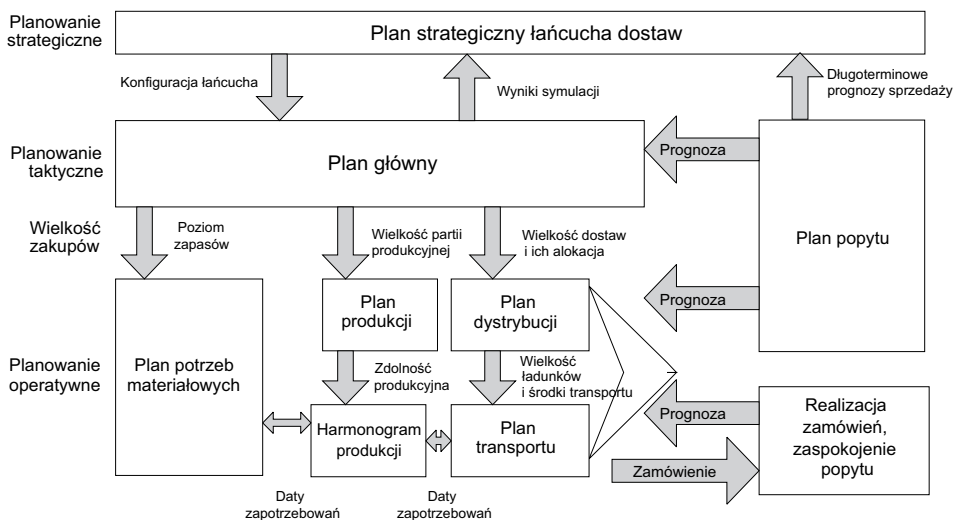 Planowanie
strategiczne
Plan strategiczny łańcucha dostaw
Konfiguracja łańcucha
Wyniki symulacji
Długoterminowe
prognozy sprzedaży
Planowanie
taktyczne
Plan główny
Prognoza
Plan popytu
Wielkość
zakupów
Poziom
zapasów
Wielkość partii
produkcyjnej
Wielkość dostaw
i ich alokacja
Prognoza
Planowanie
operatywne
Plan potrzeb
materiałowych
Plan
produkcji
Plan
dystrybucji
Zdolność
produkcyjna
Wielkość
ładunków
i środki transportu
Harmonogram
produkcji
Plan
transportu
Prognoza
Zamówienie
Realizacja
zamówień,
zaspokojenie
popytu
Daty
zapotrzebowań
Daty
zapotrzebowań